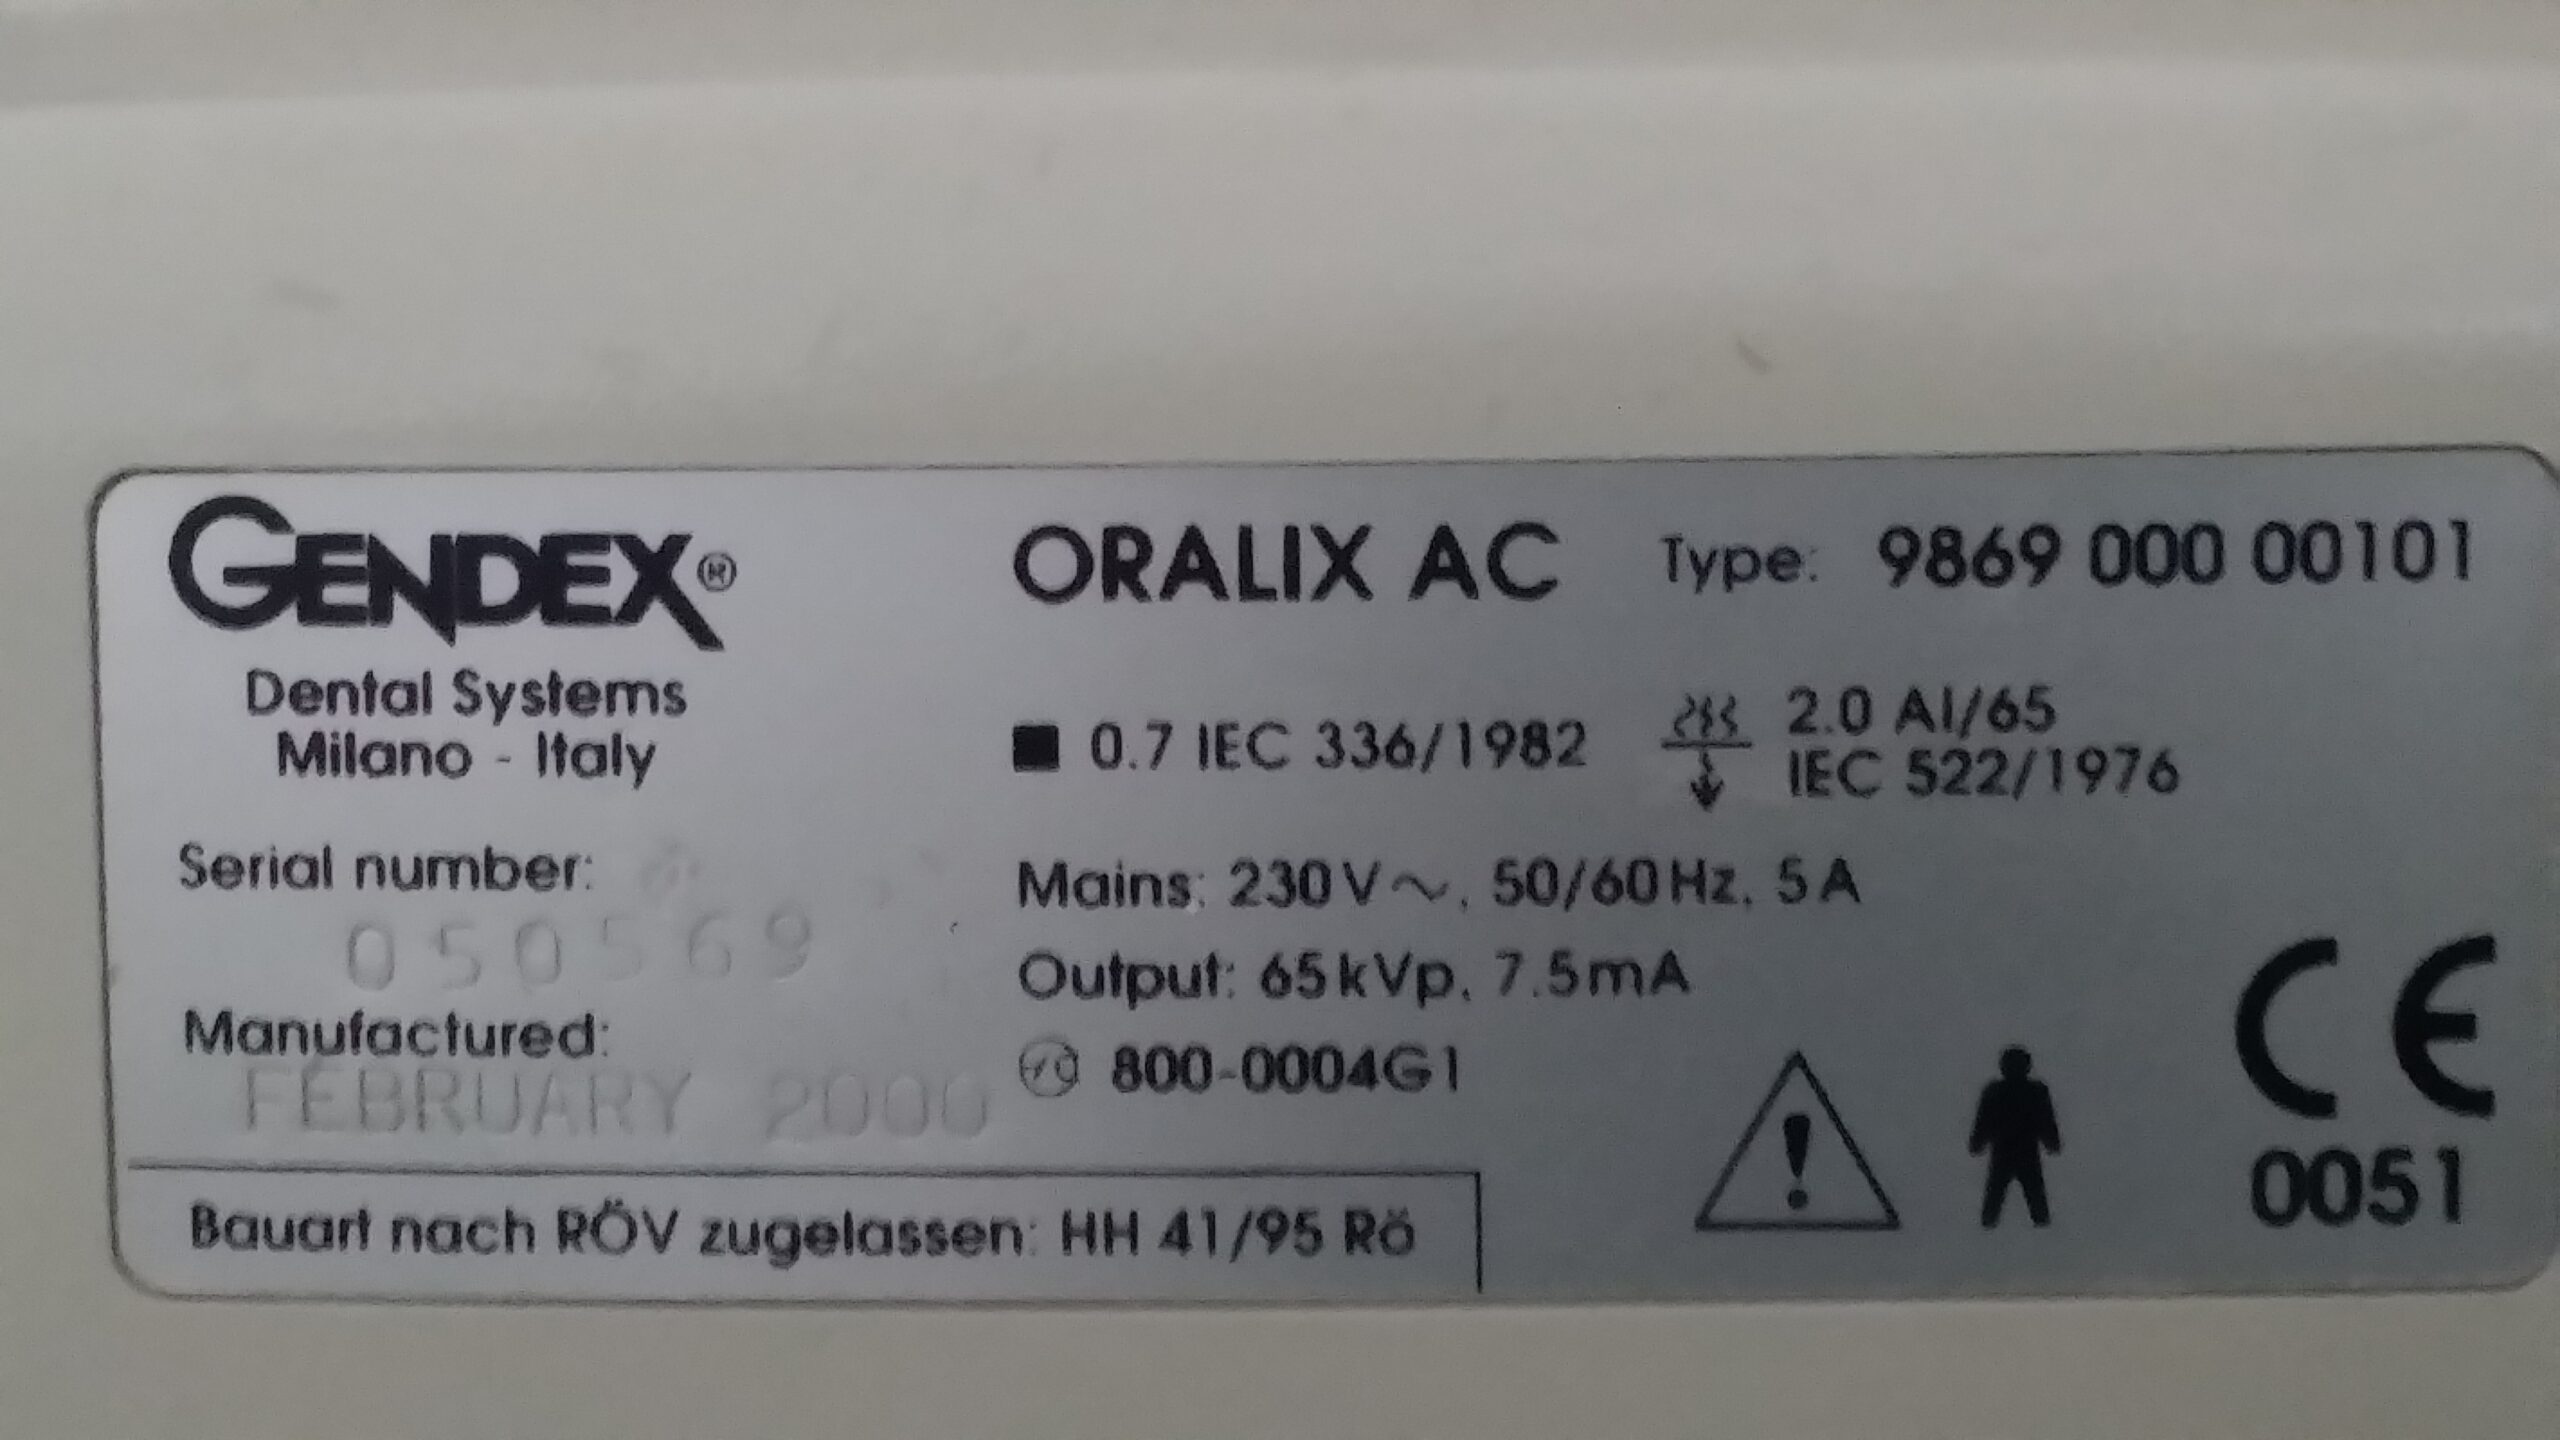 GENDEX®
Dental Systems
Milano - Italy
Serial number:
050569
Manufactured:
FEBRUARY 2000
ORALIX AC Type: 9869 000 00101
■ 0.7 IEC 336/1982
2.0 Al/65
IEC 522/1976
Mains: 230V~, 50/60Hz, 5A
Output: 65kVp, 7.5mA
800-0004G1
!
CE
0051
Bauart nach RÖV zugelassen: HH 41/95 Rö